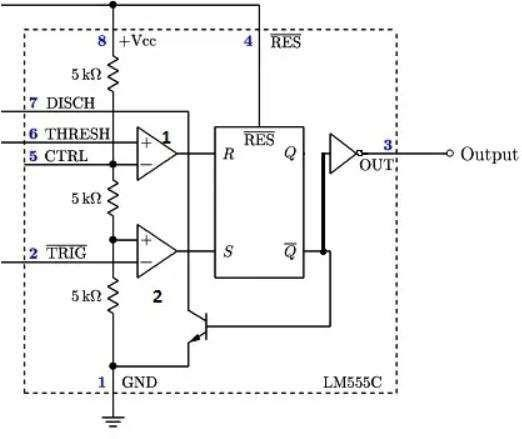 8 +Vcc
4 RES
5 kΩ
7 DISCH
6 THRESH
5 CTRL
+
−
1
RES
R
Q
3
OUT
Output
5 kΩ
2 TRIG
+
−
2
S
Q
5 kΩ
1 GND
LM555C